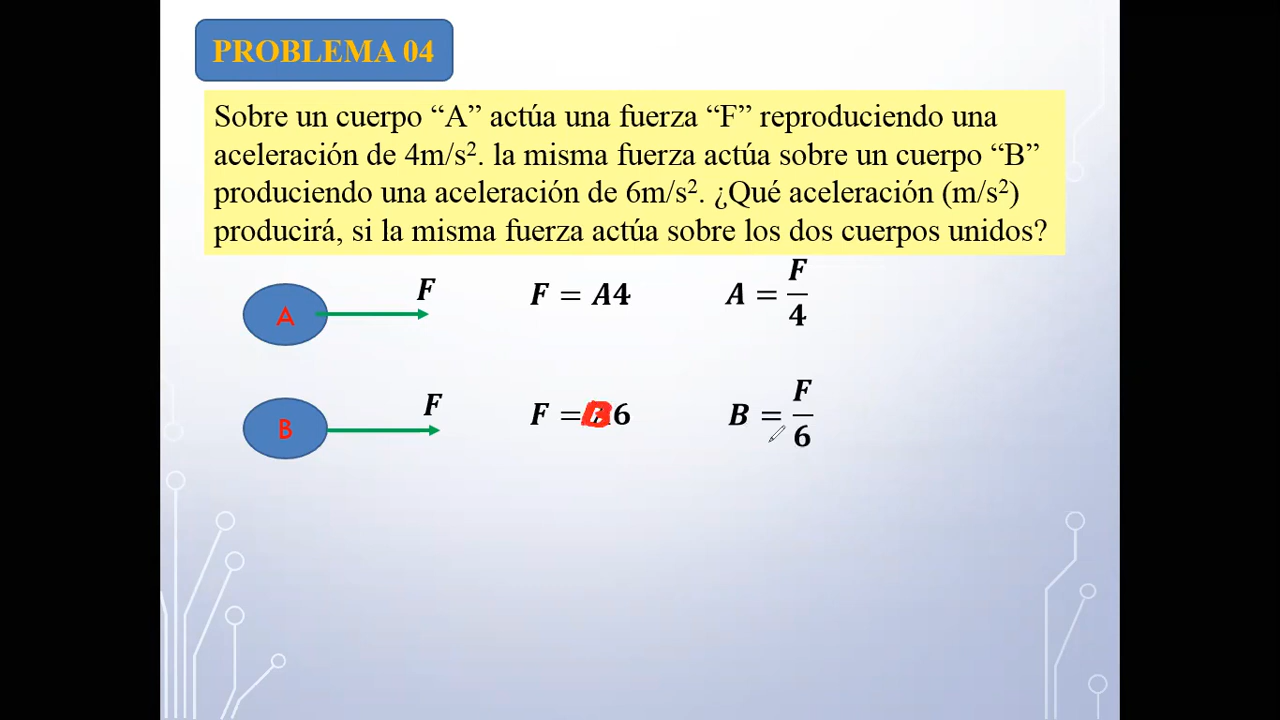 PROBLEMA 04
Sobre un cuerpo “A” actúa una fuerza “F” reproduciendo una
aceleración de 4m/s². la misma fuerza actúa sobre un cuerpo “B”
produciendo una aceleración de 6m/s². ¿Qué aceleración (m/s²)
producirá, si la misma fuerza actúa sobre los dos cuerpos unidos?
A F F = A4 A = F/4
B F F = B6 B = F/6